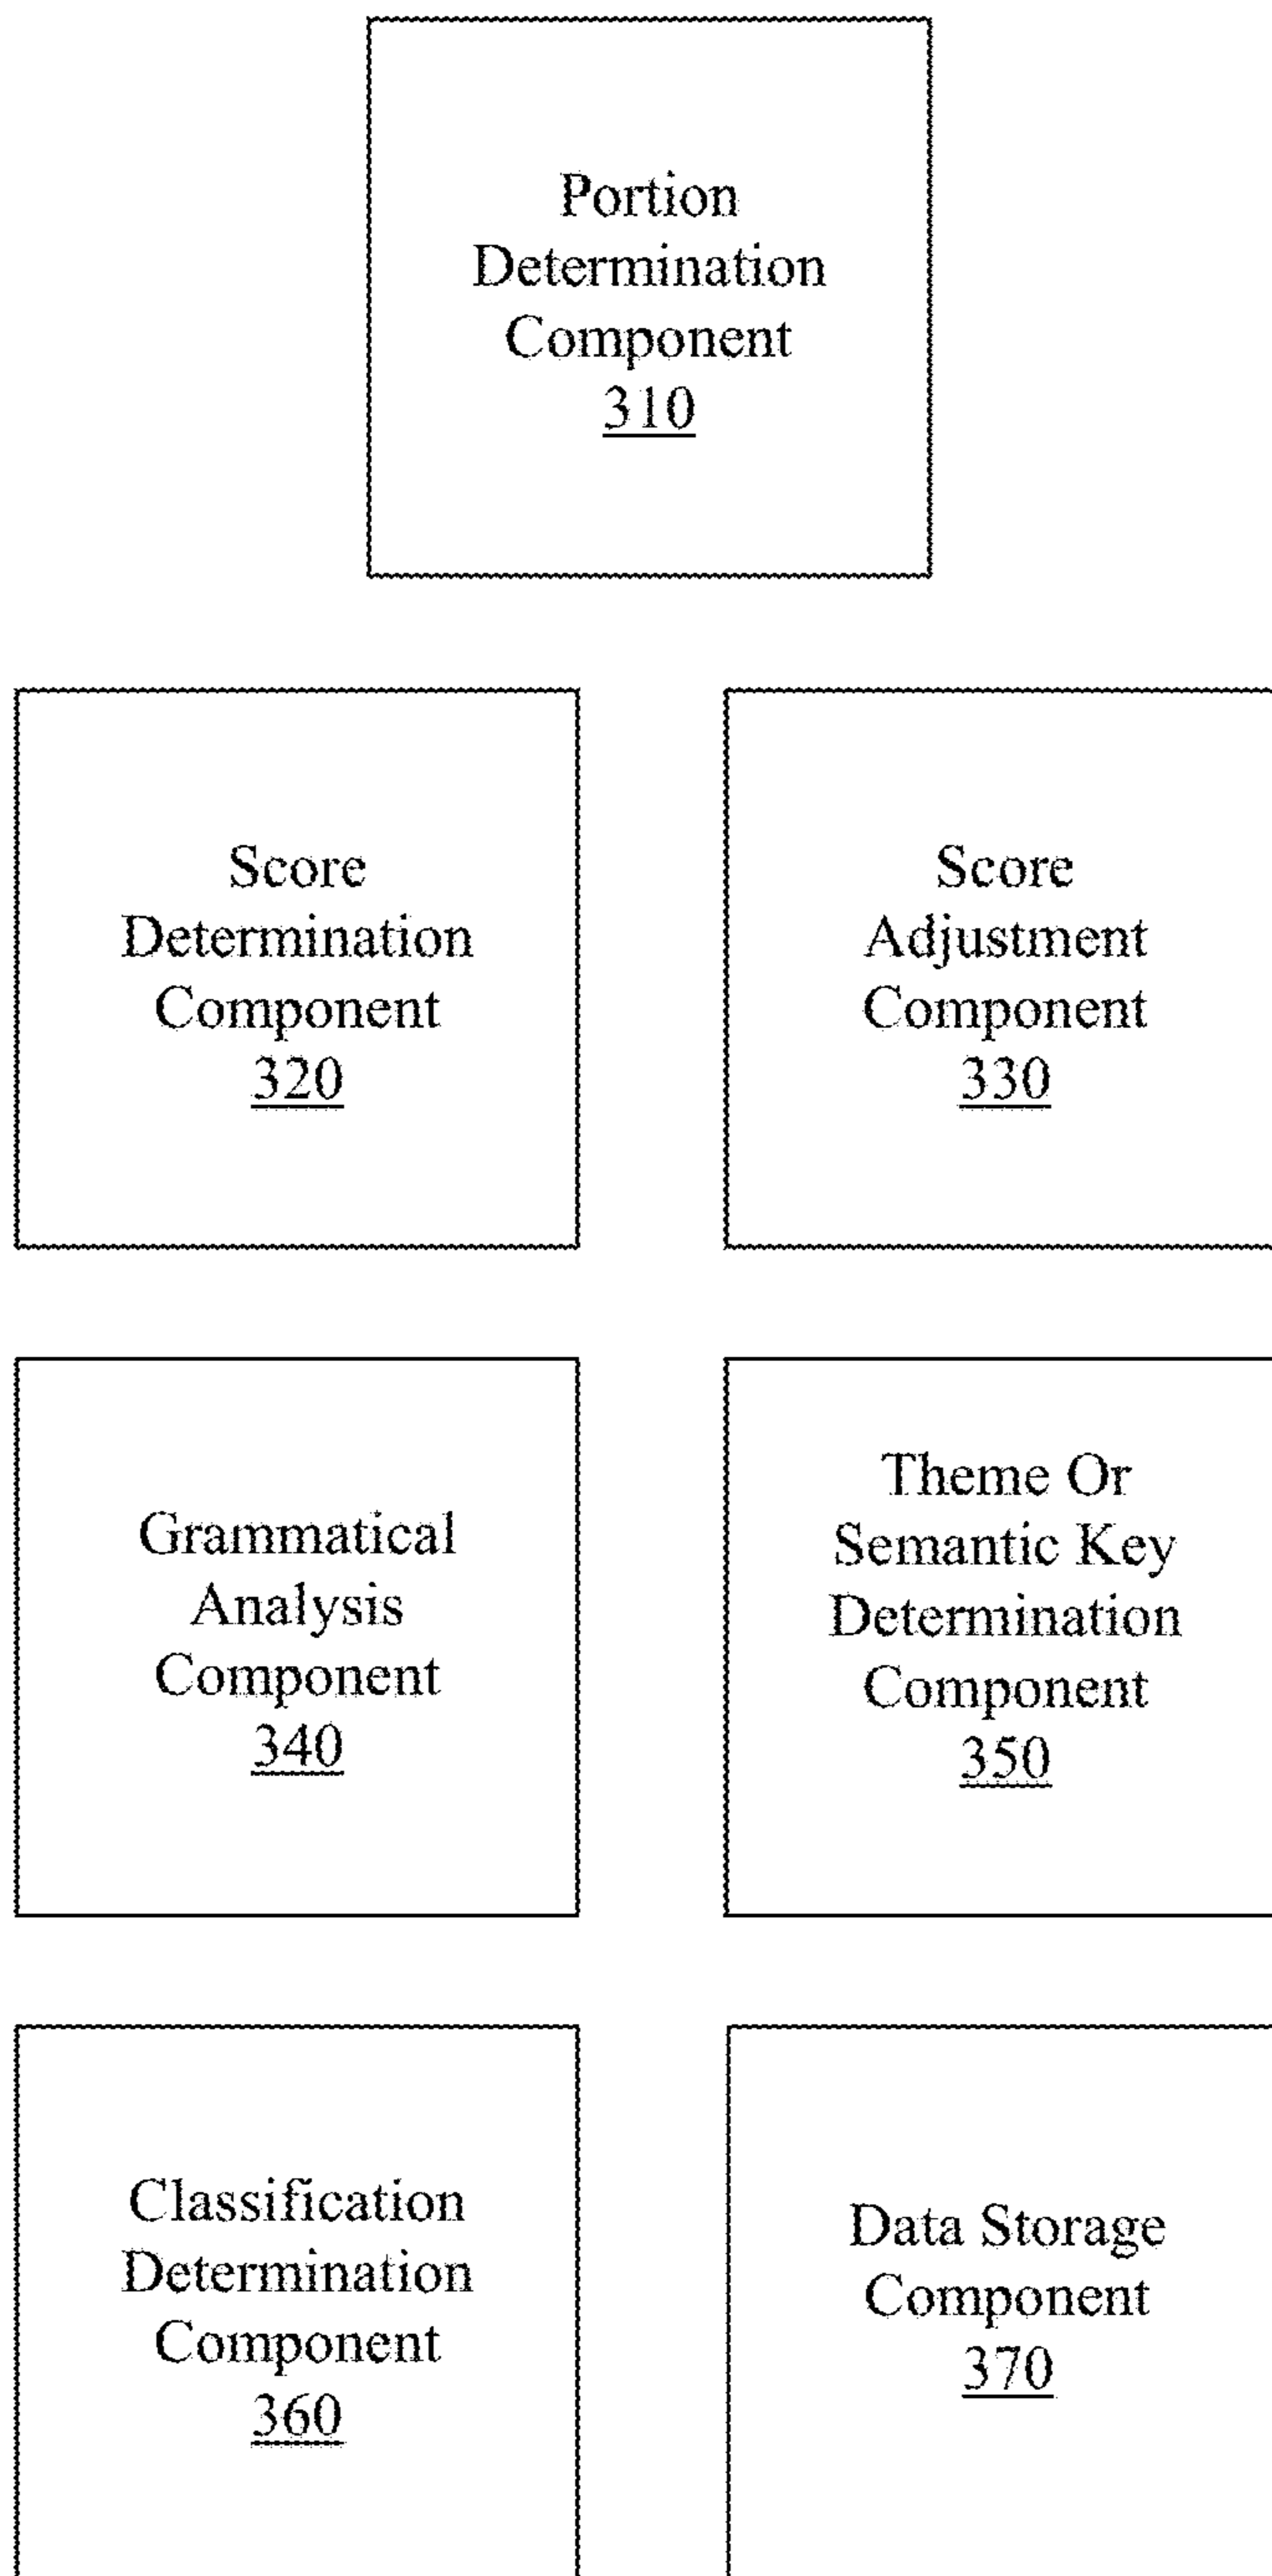 Portion
Determination
Component
310
Score
Determination
Component
320
Score
Adjustment
Component
330
Grammatical
Analysis
Component
340
Theme Or
Semantic Key
Determination
Component
350
Classification
Determination
Component
360
Data Storage
Component
370